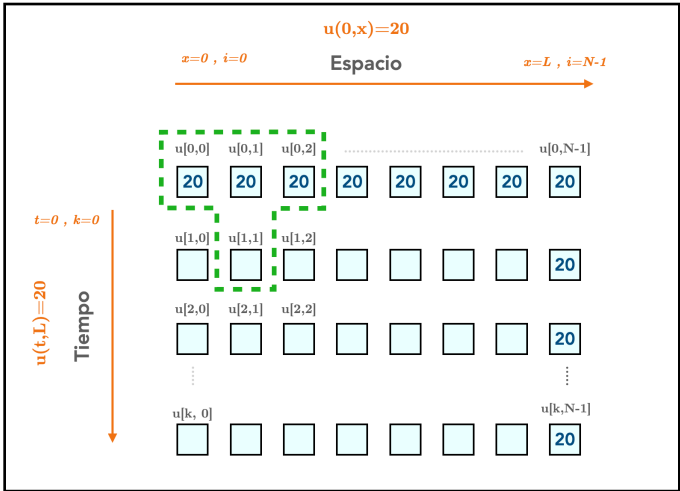 u(0,x)=20
x=0 , i=0
Espacio
x=L , i=N-1
u[0,0] u[0,1] u[0,2] u[0,N-1]
20 20 20 20 20 20 20 20
t=0 , k=0
u[1,0] u[1,1] u[1,2]
20
u(t,L)=20
Tiempo
u[2,0] u[2,1] u[2,2]
20
u[k, 0] u[k,N-1]
20